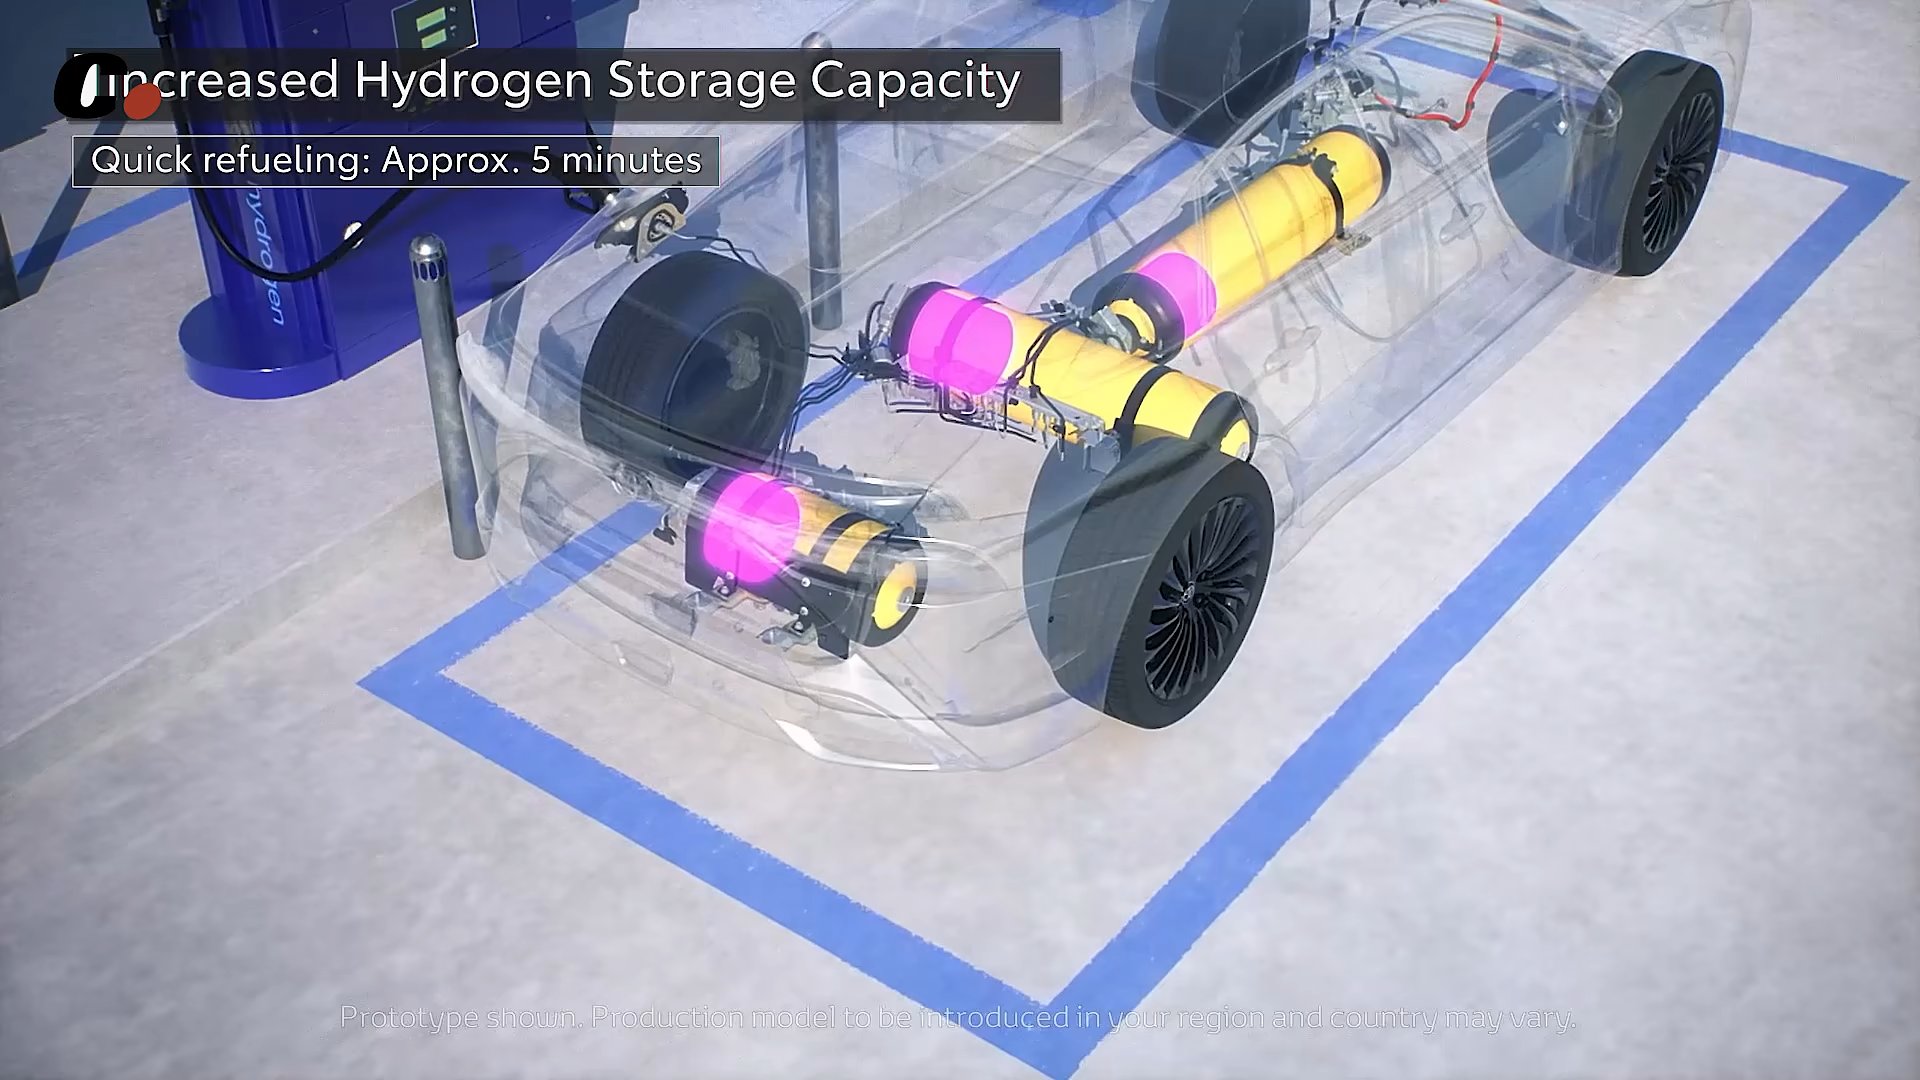 Increased Hydrogen Storage Capacity
Quick refueling: Approx. 5 minutes
hydrogen
Prototype shown. Production model to be introduced in your region and country may vary.